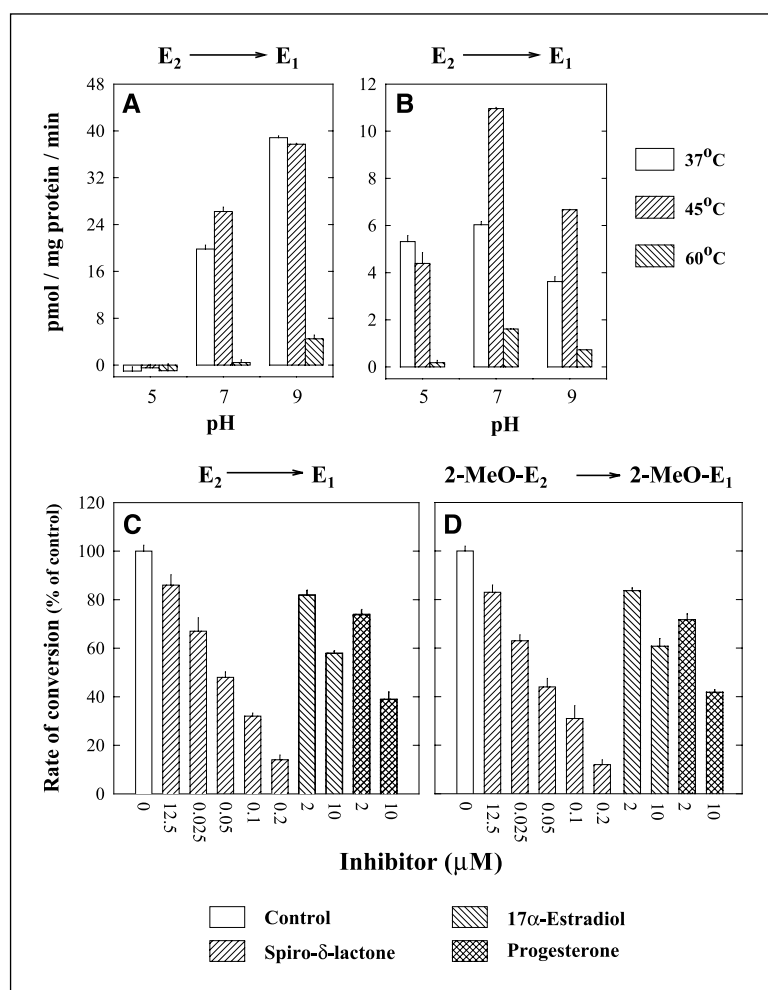 E2 → E1
E2 → E1
A
B
pmol / mg protein / min
48
40
32
24
16
8
0
12
10
8
6
4
2
0
5 7 9
pH
5 7 9
pH
37°C
45°C
60°C
E2 → E1
2-MeO-E2 → 2-MeO-E1
C
D
Rate of conversion (% of control)
120
100
80
60
40
20
0
0 12.5 0.025 0.05 0.1 0.2 2 10 2 10
0 12.5 0.025 0.05 0.1 0.2 2 10 2 10
Inhibitor (μM)
Control
Spiro-δ-lactone
17α-Estradiol
Progesterone